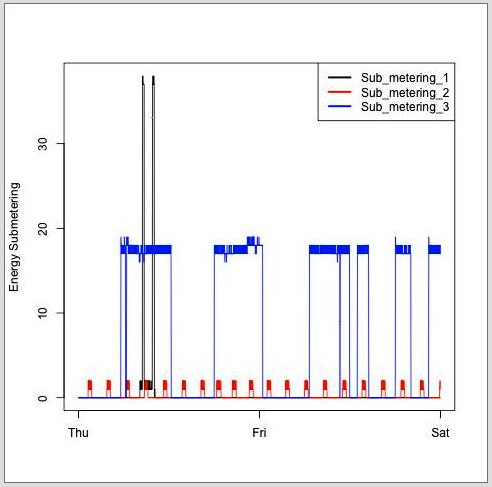 Sub_metering_1
Sub_metering_2
Sub_metering_3
Energy Submetering
30
20
10
0
Thu Fri Sat